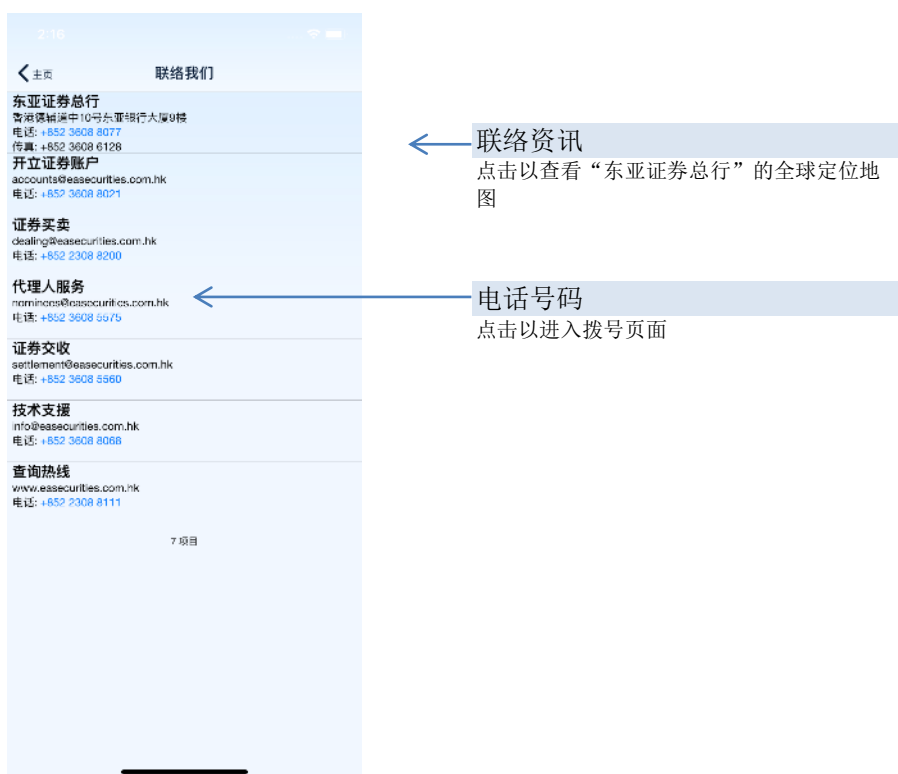 2:16
主页
联络我们
东亚证券总行
香港德辅道中10号东亚银行大厦9楼
电话: +852 3608 8077
传真: +852 3608 6128
开立证券账户
accounts@easecurities.com.hk
电话: +852 3608 8021
证券买卖
dealing@easecurities.com.hk
电话: +852 2308 8200
代理人服务
nominees@easecurities.com.hk
电话: +852 3608 5575
证券交收
settlement@easecurities.com.hk
电话: +852 3608 5560
技术支援
info@easecurities.com.hk
电话: +852 3608 8068
查询热线
www.easecurities.com.hk
电话: +852 2308 8111
7 项目
联络资讯
点击以查看“东亚证券总行”的全球定位地
图
电话号码
点击以进入拨号页面